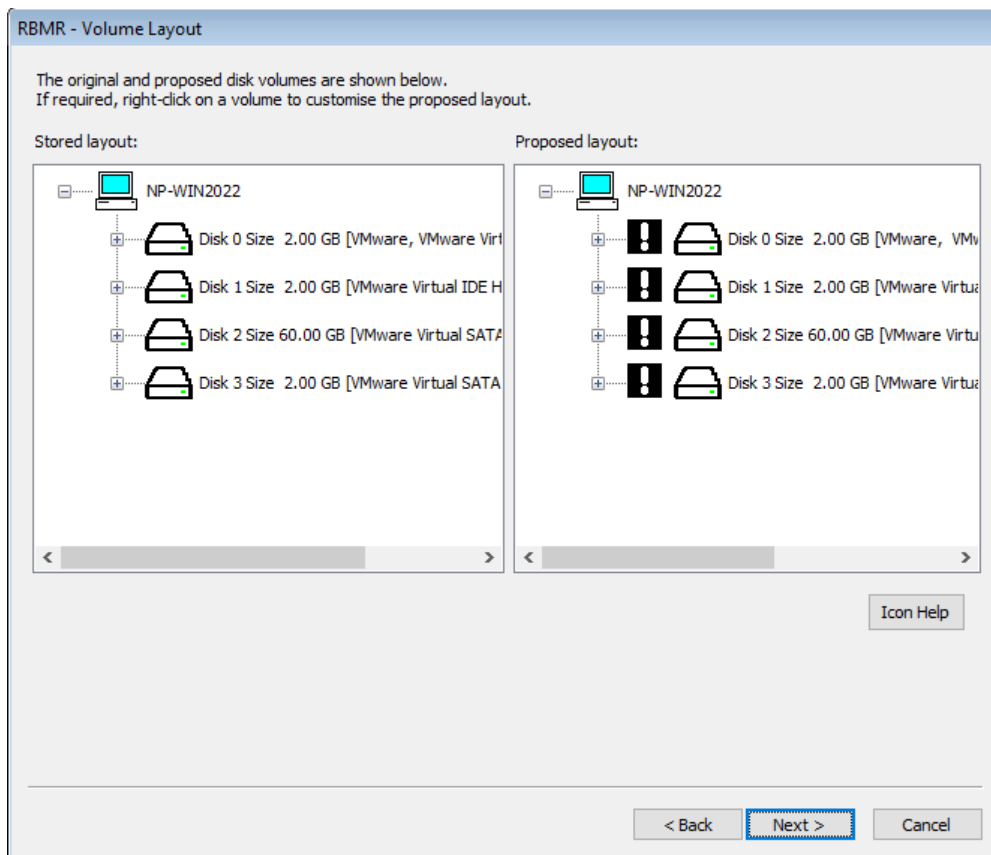 RBMR - Volume Layout
The original and proposed disk volumes are shown below.
If required, right-click on a volume to customise the proposed layout.
Stored layout:
NP-WIN2022
Disk 0 Size 2.00 GB [VMware, VMware Virt
Disk 1 Size 2.00 GB [VMware Virtual IDE H
Disk 2 Size 60.00 GB [VMware Virtual SATA
Disk 3 Size 2.00 GB [VMware Virtual SATA
Proposed layout:
NP-WIN2022
Disk 0 Size 2.00 GB [VMware, VMw
Disk 1 Size 2.00 GB [VMware Virtua
Disk 2 Size 60.00 GB [VMware Virtu
Disk 3 Size 2.00 GB [VMware Virtua
Icon Help
< Back
Next >
Cancel